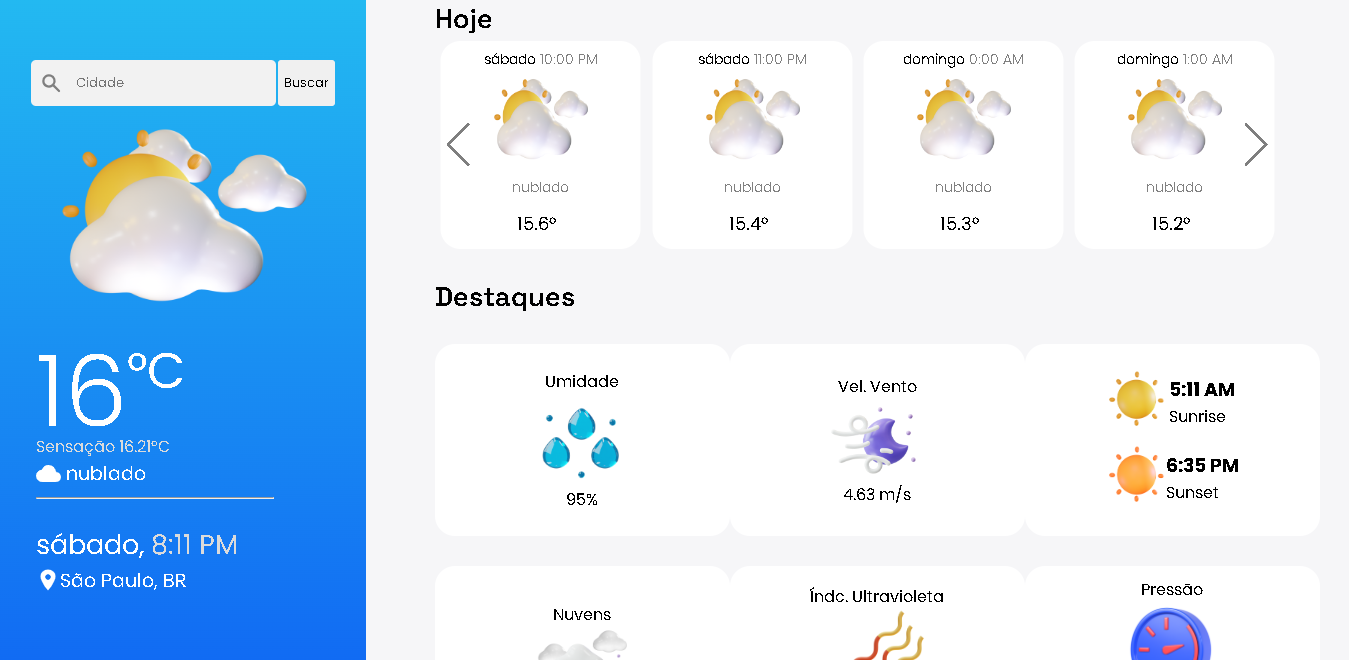 Cidade
Buscar
16°C
Sensação 16.21°C
nublado
sábado, 8:11 PM
São Paulo, BR
Hoje
sábado 10:00 PM
nublado
15.6°
sábado 11:00 PM
nublado
15.4°
domingo 0:00 AM
nublado
15.3°
domingo 1:00 AM
nublado
15.2°
Destaques
Umidade
95%
Vel. Vento
4.63 m/s
5:11 AM
Sunrise
6:35 PM
Sunset
Nuvens
Índc. Ultravioleta
Pressão